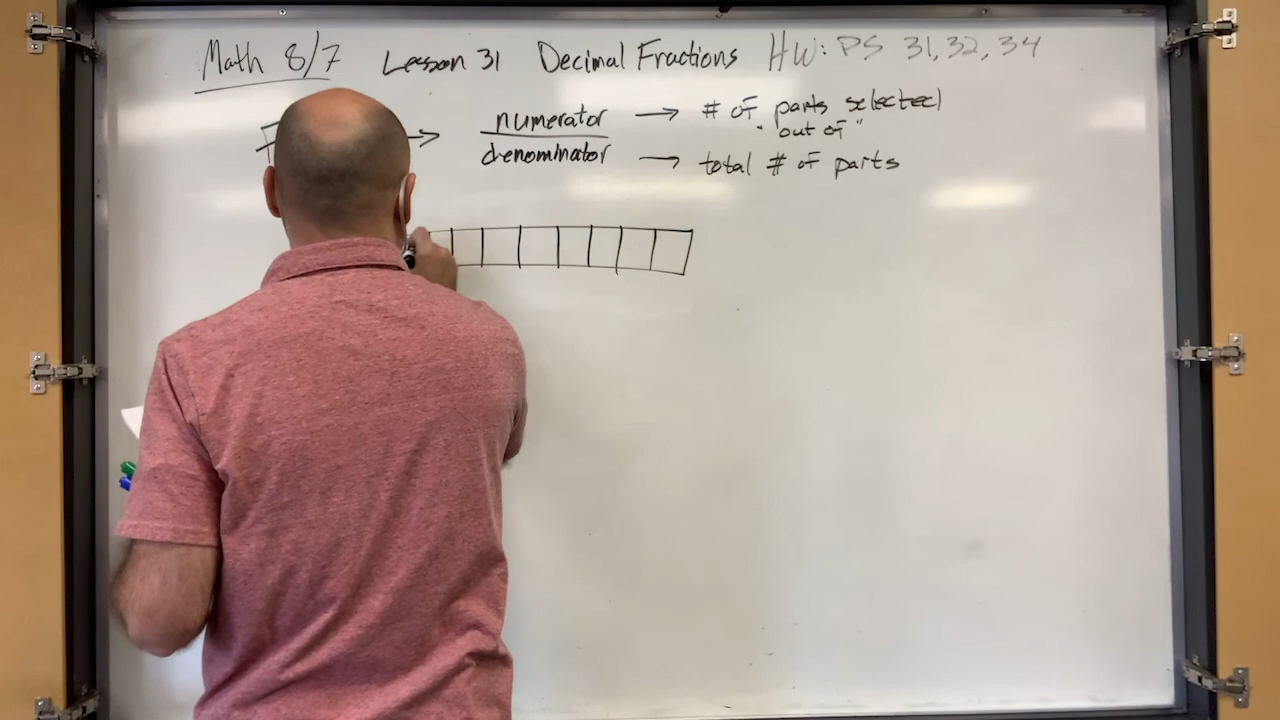 Math 8/7 Lesson 31 Decimal Fractions HW: PS 31, 32, 34
numerator → # of parts selected
"out of"
denominator → total # of parts